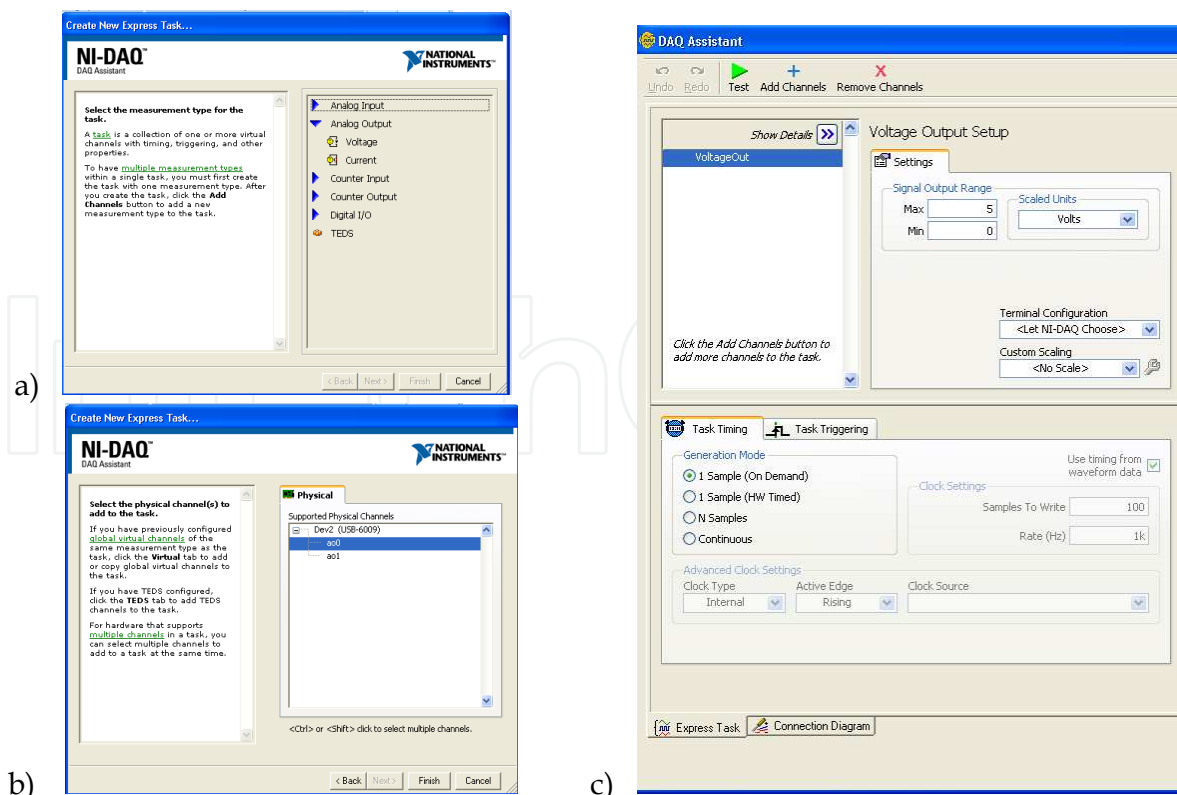 Create New Express Task...
NI-DAQ™
DAQ Assistant
NATIONAL
INSTRUMENTS™
Select the measurement type for the
task.
A task is a collection of one or more virtual
channels with timing, triggering, and other
properties.
To have multiple measurement types
within a single task, you must first create
the task with one measurement type. After
you create the task, click the Add
Channels button to add a new
measurement type to the task.
Analog Input
Analog Output
Voltage
Current
Counter Input
Counter Output
Digital I/O
TEDS
< Back Next > Finish Cancel
a)
Create New Express Task...
NI-DAQ™
DAQ Assistant
NATIONAL
INSTRUMENTS™
Select the physical channel(s) to
add to the task.
If you have previously configured
global virtual channels of the
same measurement type as the
task, click the Virtual tab to add
or copy global virtual channels to
the task.
If you have TEDS configured,
click the TEDS tab to add TEDS
channels to the task.
For hardware that supports
multiple channels in a task, you
can select multiple channels to
add to a task at the same time.
Physical
Supported Physical Channels
Dev2 (USB-6009)
ao0
ao1
<Ctrl> or <Shift> click to select multiple channels.
< Back Next > Finish Cancel
b)
DAQ Assistant
Undo Redo Test Add Channels Remove Channels
Show Details
VoltageOut
Click the Add Channels button to
add more channels to the task.
Voltage Output Setup
Settings
Signal Output Range
Max 5
Min 0
Scaled Units
Volts
Terminal Configuration
<Let NI-DAQ Choose>
Custom Scaling
<No Scale>
Task Timing Task Triggering
Generation Mode
1 Sample (On Demand)
1 Sample (HW Timed)
N Samples
Continuous
Use timing from
waveform data
Clock Settings
Samples To Write 100
Rate (Hz) 1k
Advanced Clock Settings
Clock Type Active Edge Clock Source
Internal Rising
Express Task Connection Diagram
c)